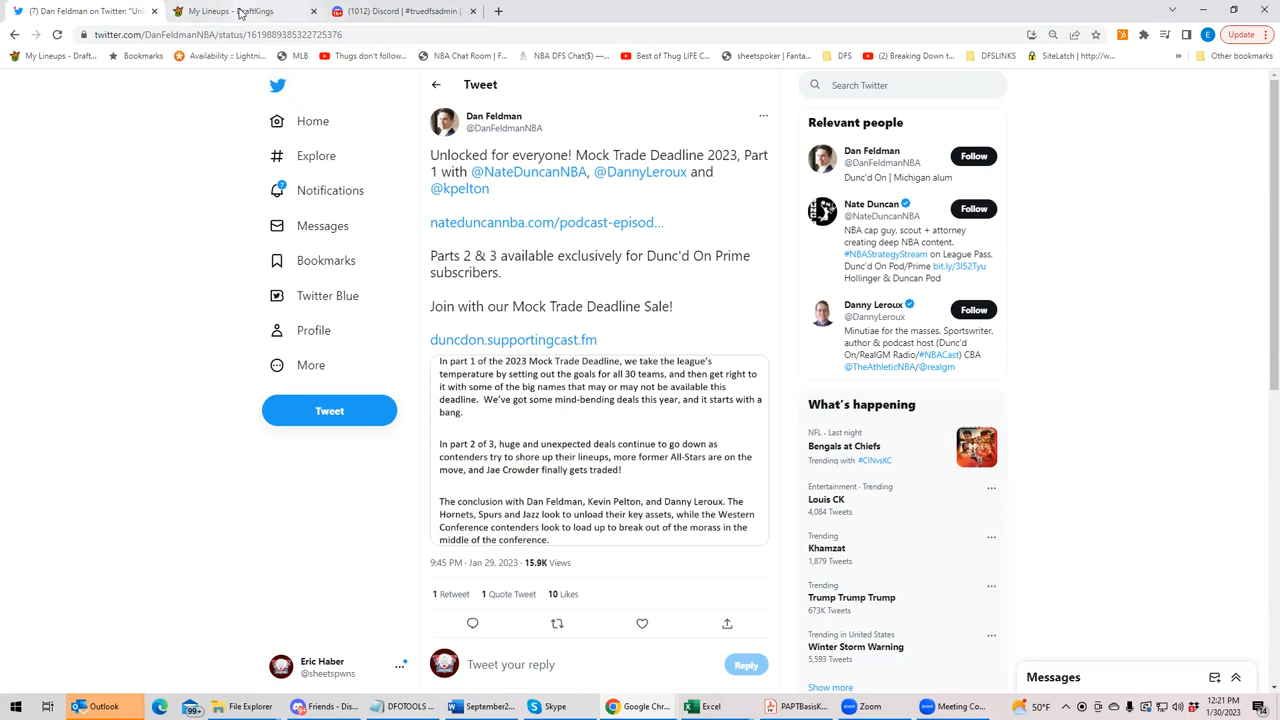 (7) Dan Feldman on Twitter: "Unl
My Lineups - DraftKings
(1012) Discord | #truedfsarmada
twitter.com/DanFeldmanNBA/status/1619889385322725376
Update
My Lineups - DraftK...
Bookmarks
Availability :: Lightni...
MLB
Thugs don't follow...
NBA Chat Room | F...
NBA DFS Chat($) —...
Best of Thug LIFE C...
sheetspoker | Fanta...
DFS
(2) Breaking Down t...
DFSLINKS
SiteLatch | http://w...
»
Other bookmarks
Home
Explore
7
Notifications
Messages
Bookmarks
Twitter Blue
Profile
More
Tweet
Eric Haber
@sheetspwns
Tweet
Dan Feldman
@DanFeldmanNBA
Unlocked for everyone! Mock Trade Deadline 2023, Part
1 with @NateDuncanNBA, @DannyLeroux and
@kpelton
nateduncannba.com/podcast-episod...
Parts 2 & 3 available exclusively for Dunc'd On Prime
subscribers.
Join with our Mock Trade Deadline Sale!
duncdon.supportingcast.fm
In part 1 of the 2023 Mock Trade Deadline, we take the league's
temperature by setting out the goals for all 30 teams, and then get right to
it with some of the big names that may or may not be available this
deadline. We've got some mind-bending deals this year, and it starts with a
bang.
In part 2 of 3, huge and unexpected deals continue to go down as
contenders try to shore up their lineups, more former All-Stars are on the
move, and Jae Crowder finally gets traded!
The conclusion with Dan Feldman, Kevin Pelton, and Danny Leroux. The
Hornets, Spurs and Jazz look to unload their key assets, while the Western
Conference contenders look to load up to break out of the morass in the
middle of the conference.
9:45 PM · Jan 29, 2023 · 15.9K Views
1 Retweet 1 Quote Tweet 10 Likes
Tweet your reply
Reply
Search Twitter
Relevant people
Dan Feldman
@DanFeldmanNBA
Follow
Dunc'd On | Michigan alum
Nate Duncan
@NateDuncanNBA
Follow
NBA cap guy, scout + attorney
creating deep NBA content.
#NBAStrategyStream on League Pass.
Dunc'd On Pod/Prime bit.ly/3I52Tyu
Hollinger & Duncan Pod
Danny Leroux
@DannyLeroux
Follow
Minutiae for the masses. Sportswriter,
author & podcast host (Dunc'd
On/RealGM Radio/#NBACast) CBA
@TheAthleticNBA/@realgm
What's happening
NFL · Last night
Bengals at Chiefs
Trending with #CINvsKC
Entertainment · Trending
Louis CK
4,084 Tweets
Trending
Khamzat
1,879 Tweets
Trending
Trump Trump Trump
673K Tweets
Trending in United States
Winter Storm Warning
5,593 Tweets
Show more
Messages
Outlook
99+
File Explorer
Friends - Dis...
DFOTOOLS...
September2...
Skype
Google Chr...
Excel
PAPTBasisK...
Zoom
Meeting Co...
50°F
12:21 PM
1/30/2023
14